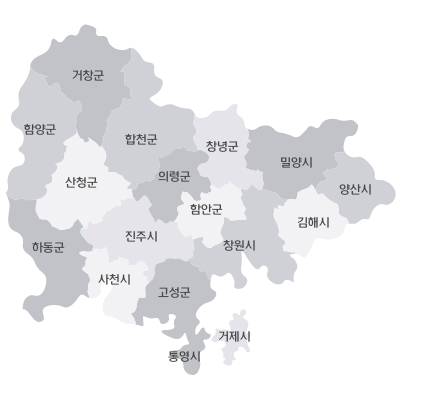 거창군
함양군
합천군
창녕군
밀양시
의령군
산청군
양산시
함안군
김해시
진주시
하동군
창원시
사천시
고성군
거제시
통영시